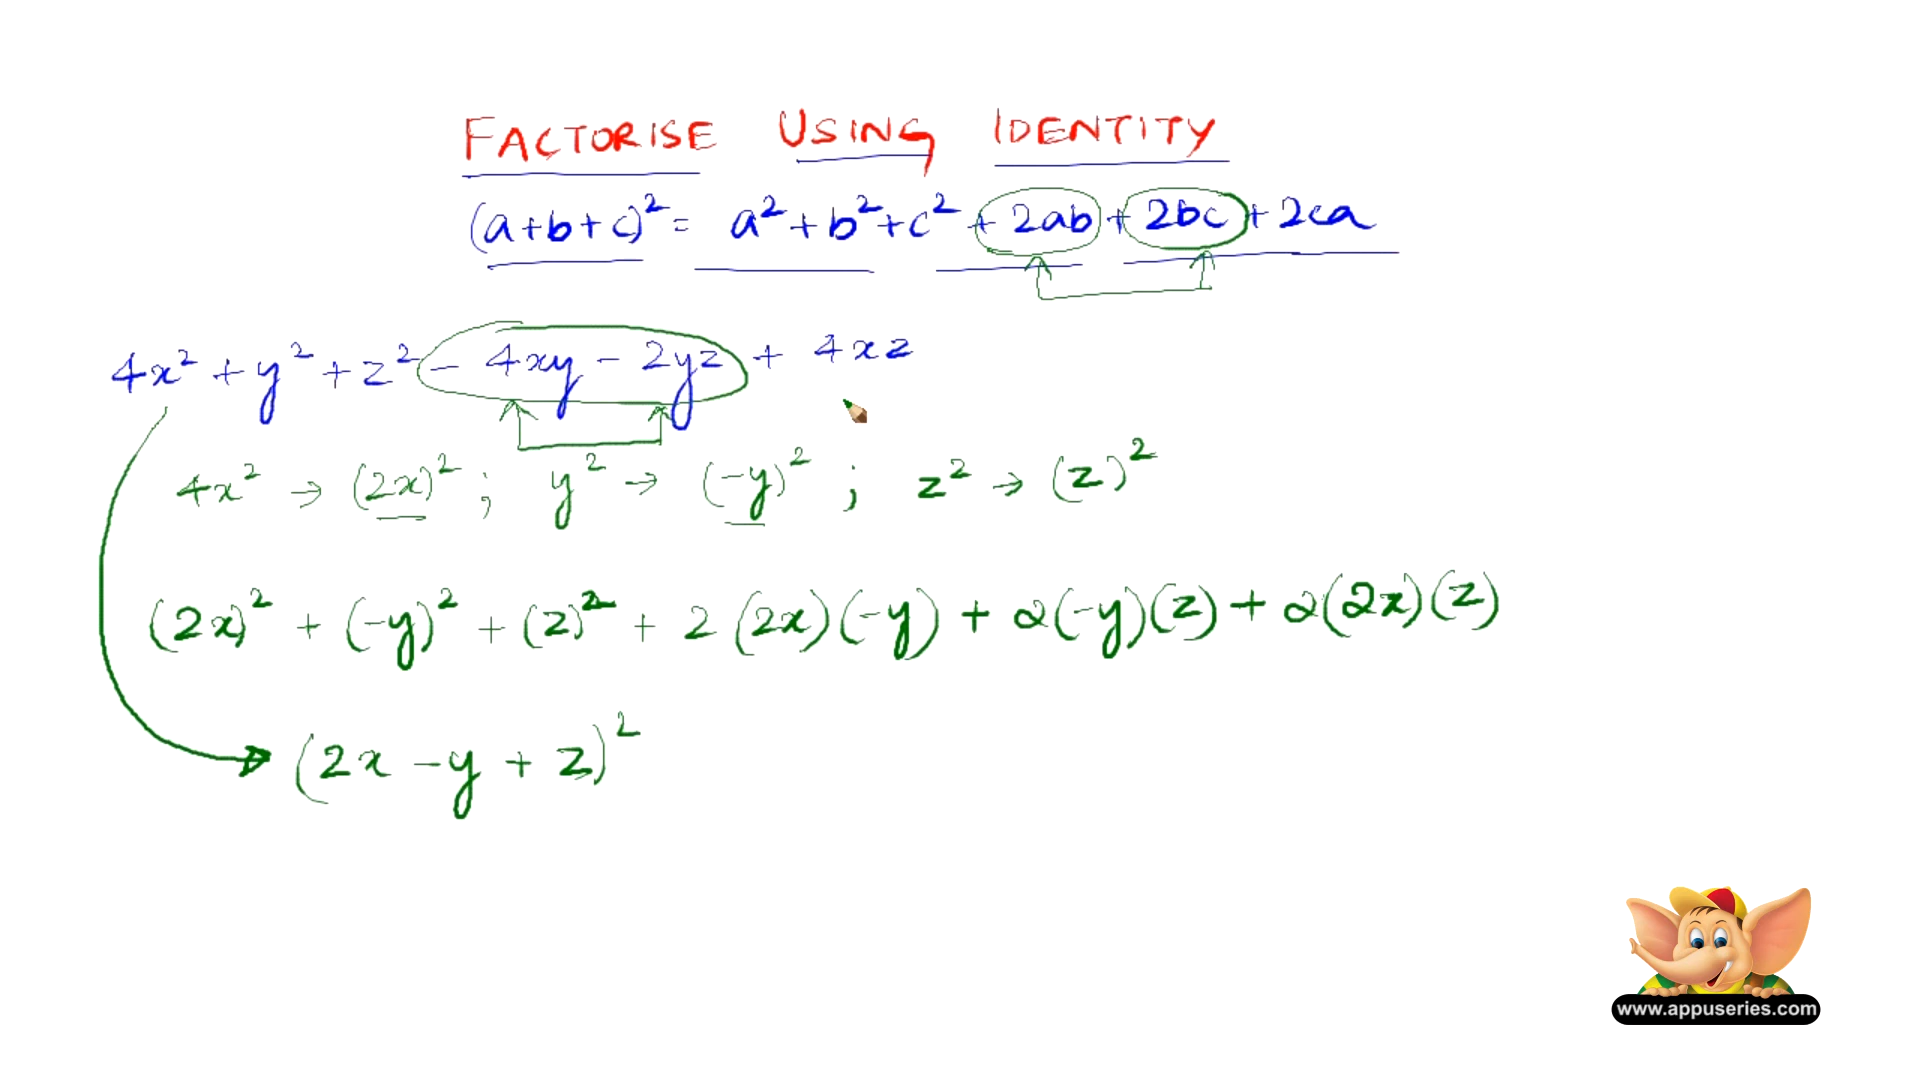 FACTORISE USING IDENTITY
(a+b+c)² = a² + b² + c² + 2ab + 2bc + 2ca
4x² + y² + z² - 4xy - 2yz + 4xz
4x² → (2x)² ; y² → (-y)² ; z² → (z)²
(2x)² + (-y)² + (z)² + 2(2x)(-y) + 2(-y)(z) + 2(2x)(z)
(2x - y + z)²
www.appuseries.com